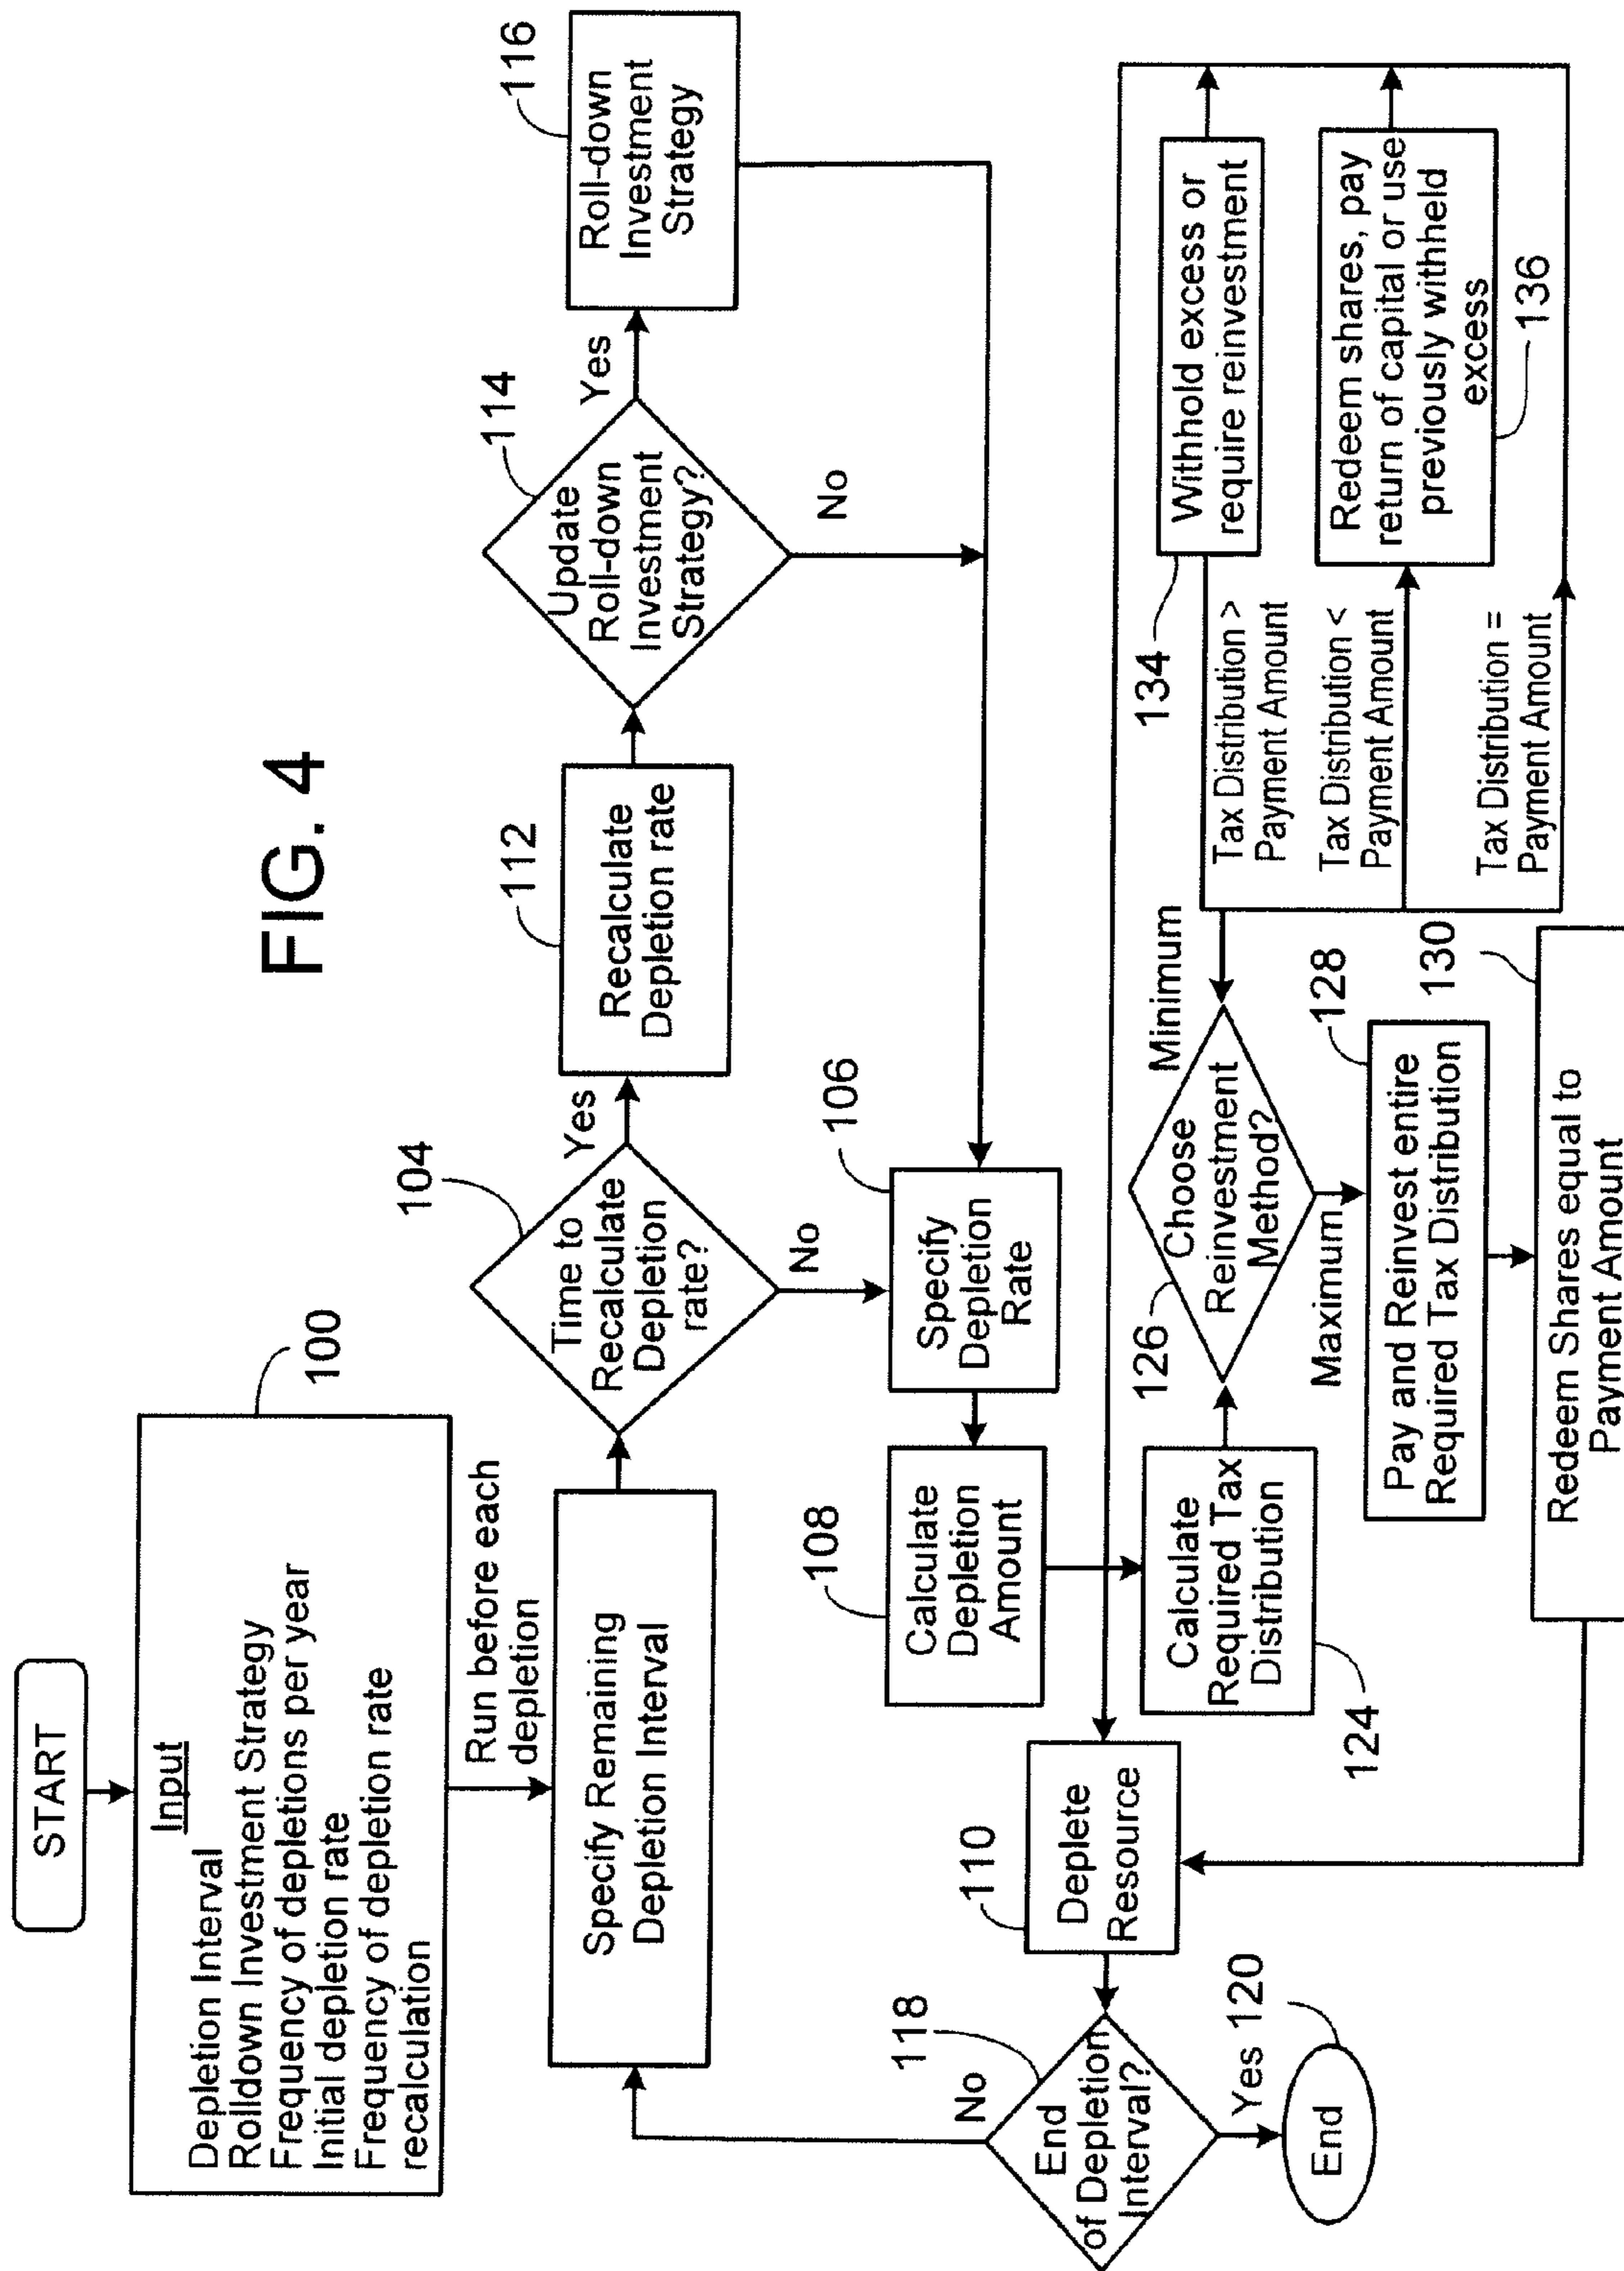 FIG. 4
START
Input
Depletion Interval
Rolldown Investment Strategy
Frequency of depletions per year
Initial depletion rate
Frequency of depletion rate
recalculation
100
Run before each
depletion
Specify Remaining
Depletion Interval
104
Time to
Recalculate
Depletion
rate?
Yes
No
112
Recalculate
Depletion rate
114
Update
Roll-down
Investment
Strategy?
Yes
No
116
Roll-down
Investment
Strategy
106
Specify
Depletion
Rate
108
Calculate
Depletion
Amount
124
Calculate
Required Tax
Distribution
126
Choose
Reinvestment
Method?
Minimum
Maximum
128
Pay and Reinvest entire
Required Tax Distribution
130
Redeem Shares equal to
Payment Amount
Tax Distribution >
Payment Amount
134
Withhold excess or
require reinvestment
Tax Distribution <
Payment Amount
Redeem shares, pay
return of capital or use
previously withheld
excess
136
Tax Distribution =
Payment Amount
110
Deplete
Resource
118
End
of Depletion
Interval?
No
Yes
120
End